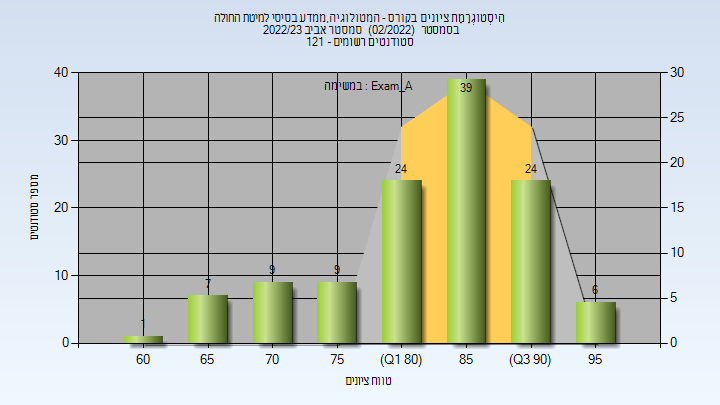 הִיסְטוֹגְרָמַת ציונים בקורס - המטולוגיה,ממדע בסיסי למיטת החולה
בסמסטר (02/2022) סמסטר אביב 2022/23
סטודנטים רשומים - 121
במשימה : Exam_A
מספר סטודנטים
40 30 20 10 0
30 25 20 15 10 5 0
1 7 9 9 24 39 24 6
60 65 70 75 (Q1 80) 85 (Q3 90) 95
טווח ציונים